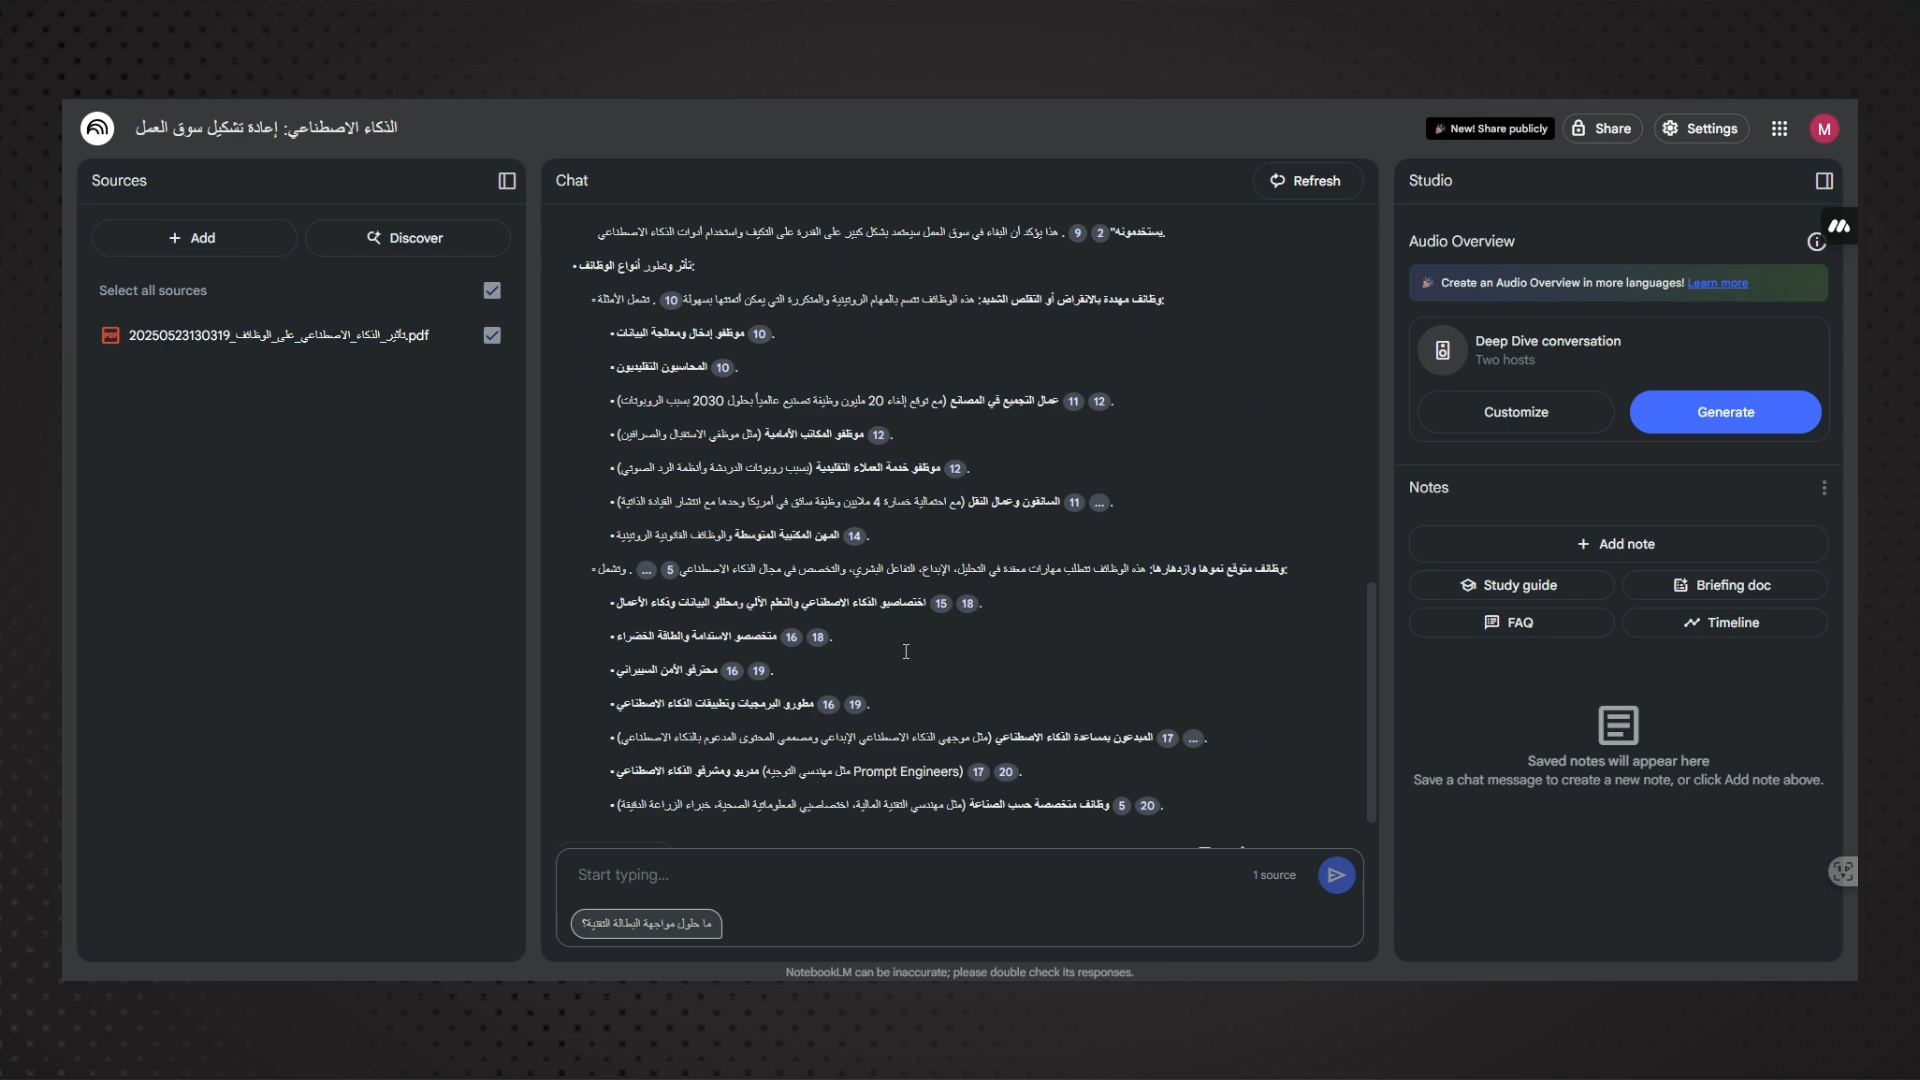 الذكاء الاصطناعي: إعادة تشكيل سوق العمل
New! Share publicly
Share
Settings
M
Sources
Add
Discover
Select all sources
20250523130319_تأثير_الذكاء_الاصطناعي_على_الوظائف.pdf
Chat
Refresh
يستخدمونه" 2 9 . هذا يؤكد أن البقاء في سوق العمل سيعتمد بشكل كبير على القدرة على التكيف واستخدام أدوات الذكاء الاصطناعي
• تأثر وتطور أنواع الوظائف:
وظائف مهددة بالانقراض أو التقلص الشديد: هذه الوظائف تتسم بالمهام الروتينية والمتكررة التي يمكن أتمتتها بسهولة 10 . تشمل الأمثلة
▪ موظفو إدخال ومعالجة البيانات 10 .
▪ المحاسبون التقليديون 10 .
▪ عمال التجميع في المصانع (مع توقع إلغاء 20 مليون وظيفة تصنيع عالمياً بحلول 2030 بسبب الروبوتات) 11 12 .
▪ موظفو المكاتب الأمامية (مثل موظفي الاستقبال والصرافين) 12 .
▪ موظفو خدمة العملاء التقليدية (بسبب روبوتات الدردشة وأنظمة الرد الصوتي) 12 .
▪ السائقون وعمال النقل (مع احتمالية خسارة 4 ملايين وظيفة سائق في أمريكا وحدها مع انتشار القيادة الذاتية) 11 ... .
▪ المهن المكتبية المتوسطة والوظائف القانونية الروتينية 14 .
وظائف متوقع نموها وازدهارها: هذه الوظائف تتطلب مهارات معقدة في التحليل، الإبداع، التفاعل البشري، والتخصص في مجال الذكاء الاصطناعي 5 ... . وتشمل
▪ اختصاصيو الذكاء الاصطناعي والتعلم الآلي ومحللو البيانات وذكاء الأعمال 15 18 .
▪ متخصصو الاستدامة والطاقة الخضراء 16 18 .
▪ محترفو الأمن السيبراني 16 19 .
▪ مطورو البرمجيات وتطبيقات الذكاء الاصطناعي 16 19 .
▪ المبدعون بمساعدة الذكاء الاصطناعي (مثل موجهي الذكاء الاصطناعي الإبداعي ومصممي المحتوى المدعوم بالذكاء الاصطناعي) 17 ... .
▪ مديرو ومشرفو الذكاء الاصطناعي (مثل مهندسي التوجيه Prompt Engineers) 17 20 .
▪ وظائف متخصصة حسب الصناعة (مثل مهندسي التقنية المالية، اختصاصيي المعلوماتية الصحية، خبراء الزراعة الدقيقة) 5 20 .
Start typing...
1 source
ما حلول مواجهة البطالة التقنية؟
NotebookLM can be inaccurate; please double check its responses.
Studio
Audio Overview
Create an Audio Overview in more languages! Learn more
Deep Dive conversation
Two hosts
Customize
Generate
Notes
Add note
Study guide
Briefing doc
FAQ
Timeline
Saved notes will appear here
Save a chat message to create a new note, or click Add note above.